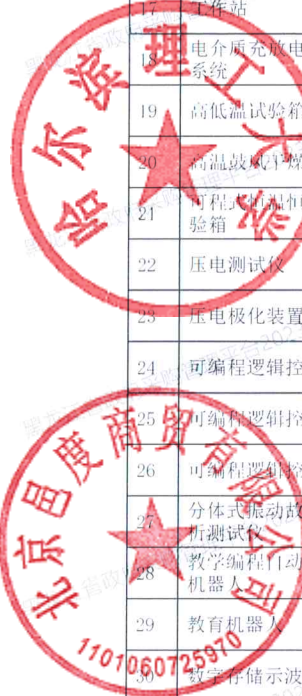 17 工作站
18 电介质充放电
系统
19 高低温试验箱
20 高温鼓风干燥
21 可程式恒温恒
验箱
22 压电测试仪
23 压电极化装置
24 可编程逻辑控
25 可编程逻辑控
26 可编程逻辑控
27 分体式振动故
析测试仪
28 教学编程自动
机器人
29 教育机器人
30 数字存储示波
哈尔滨理工大学
北京邑度商贸有限公司
1101060725970